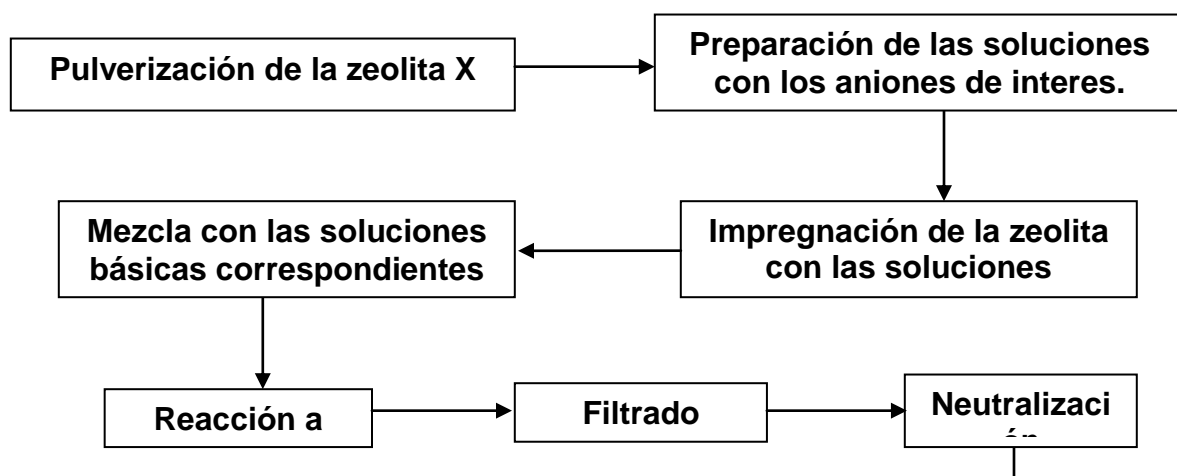 Pulverización de la zeolita X
Preparación de las soluciones
con los aniones de interes.
Impregnación de la zeolita
con las soluciones
Mezcla con las soluciones
básicas correspondientes
Reacción a
Filtrado
Neutralizaci
ón